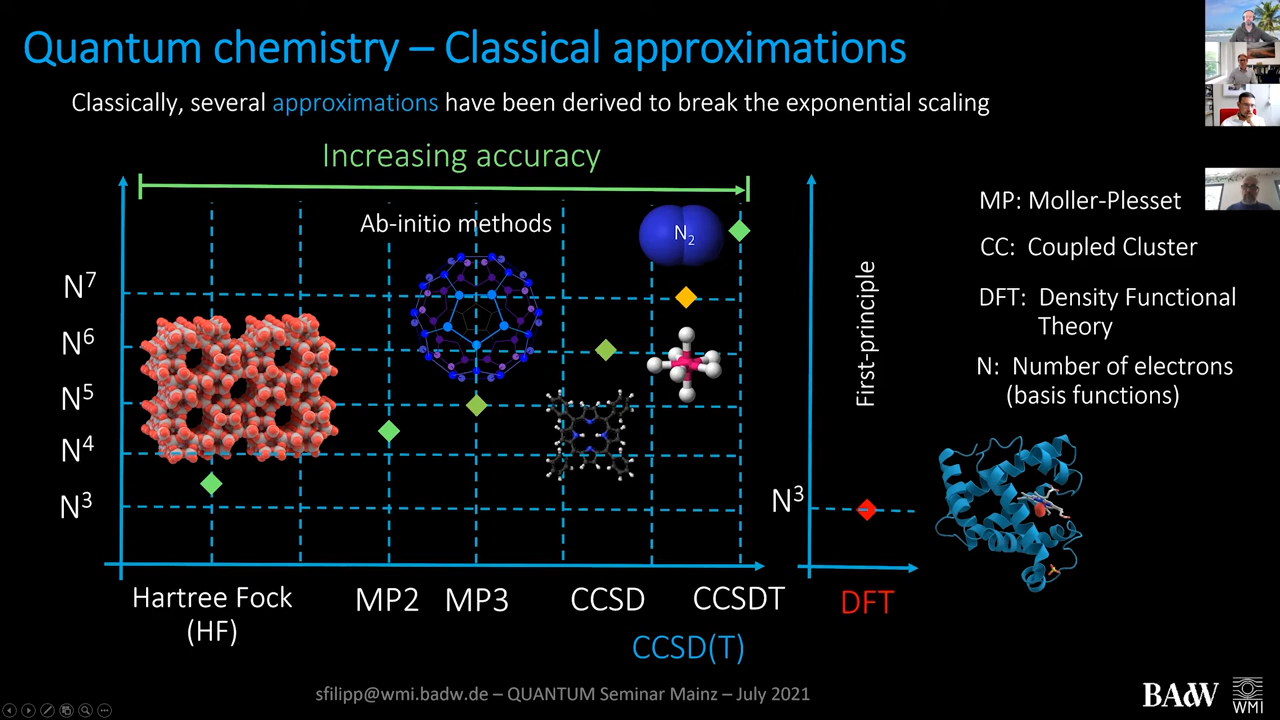 Quantum chemistry – Classical approximations
Classically, several approximations have been derived to break the exponential scaling
Increasing accuracy
Ab-initio methods
N₂
N⁷
N⁶
N⁵
N⁴
N³
Hartree Fock
(HF)
MP2
MP3
CCSD
CCSDT
CCSD(T)
First-principle
N³
DFT
MP: Moller-Plesset
CC: Coupled Cluster
DFT: Density Functional
Theory
N: Number of electrons
(basis functions)
sfilipp@wmi.badw.de – QUANTUM Seminar Mainz – July 2021
BAdW
WMI